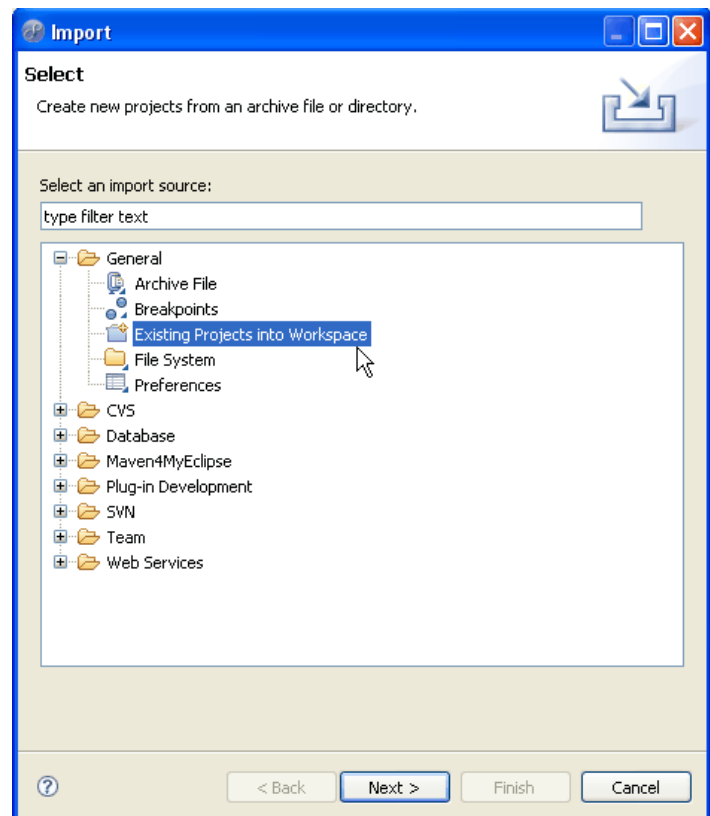 Import
Select
Create new projects from an archive file or directory.
Select an import source:
type filter text
General
Archive File
Breakpoints
Existing Projects into Workspace
File System
Preferences
CVS
Database
Maven4MyEclipse
Plug-in Development
SVN
Team
Web Services
? < Back Next > Finish Cancel